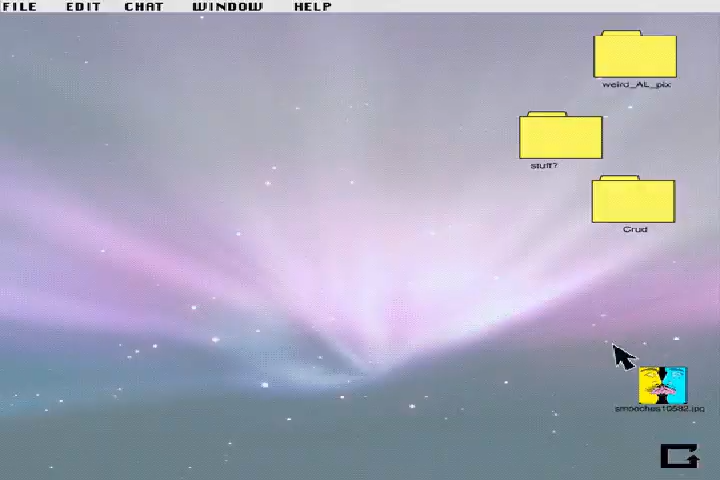 FILE EDIT CHAT WINDOW HELP
weird_AL_pix
stuff?
Crud
smooches10582.jpg